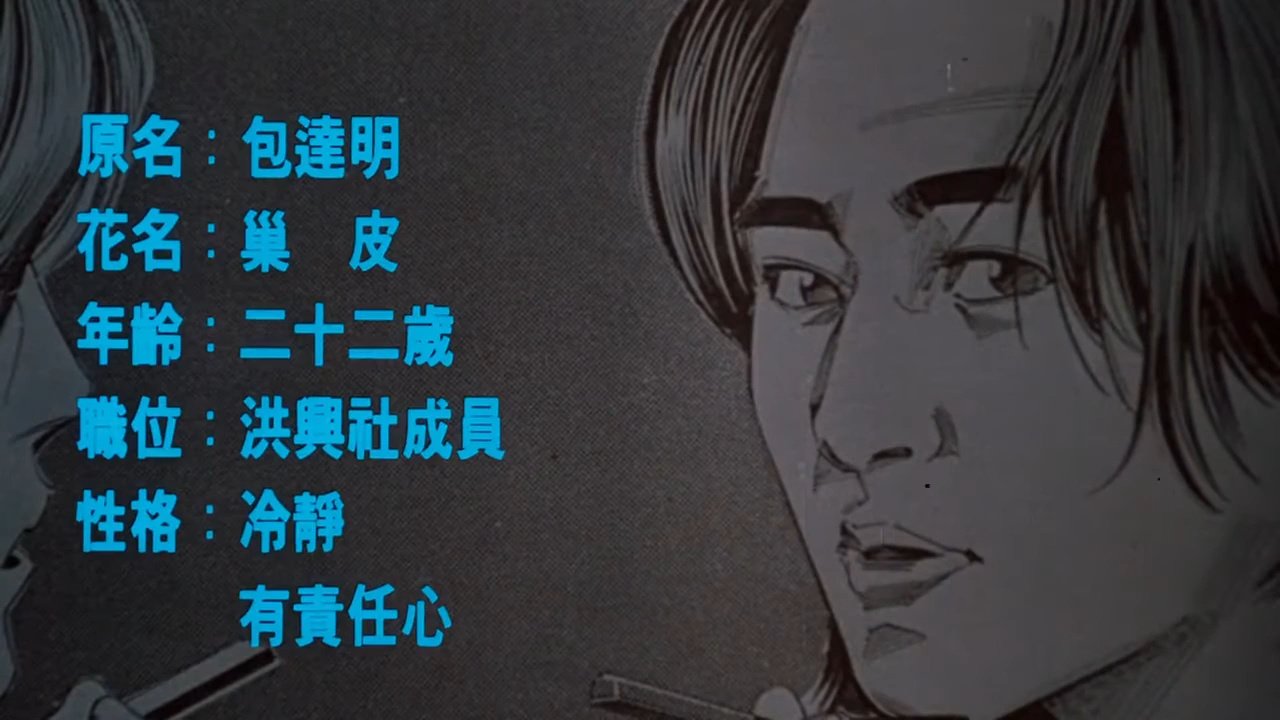 原名：包達明
花名：巢　皮
年齡：二十二歲
職位：洪興社成員
性格：冷靜
有責任心